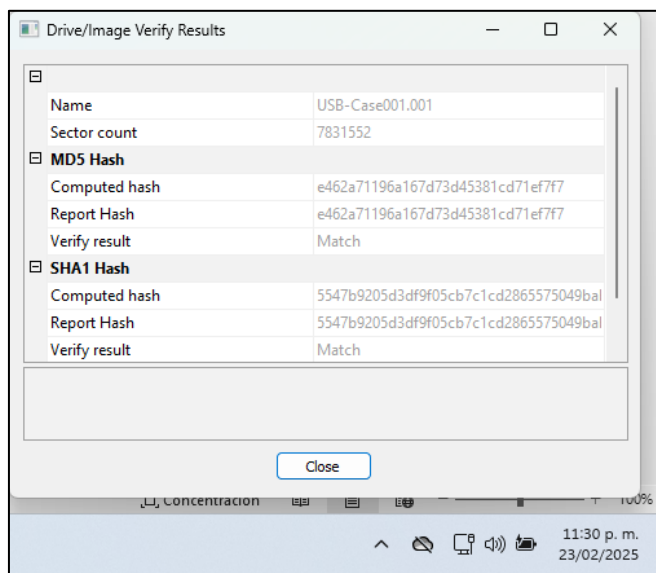 Drive/Image Verify Results
Name USB-Case001.001
Sector count 7831552
MD5 Hash
Computed hash e462a71196a167d73d45381cd71ef7f7
Report Hash e462a71196a167d73d45381cd71ef7f7
Verify result Match
SHA1 Hash
Computed hash 5547b9205d3df9f05cb7c1cd2865575049bal
Report Hash 5547b9205d3df9f05cb7c1cd2865575049bal
Verify result Match
Close
Concentración 100%
11:30 p. m.
23/02/2025